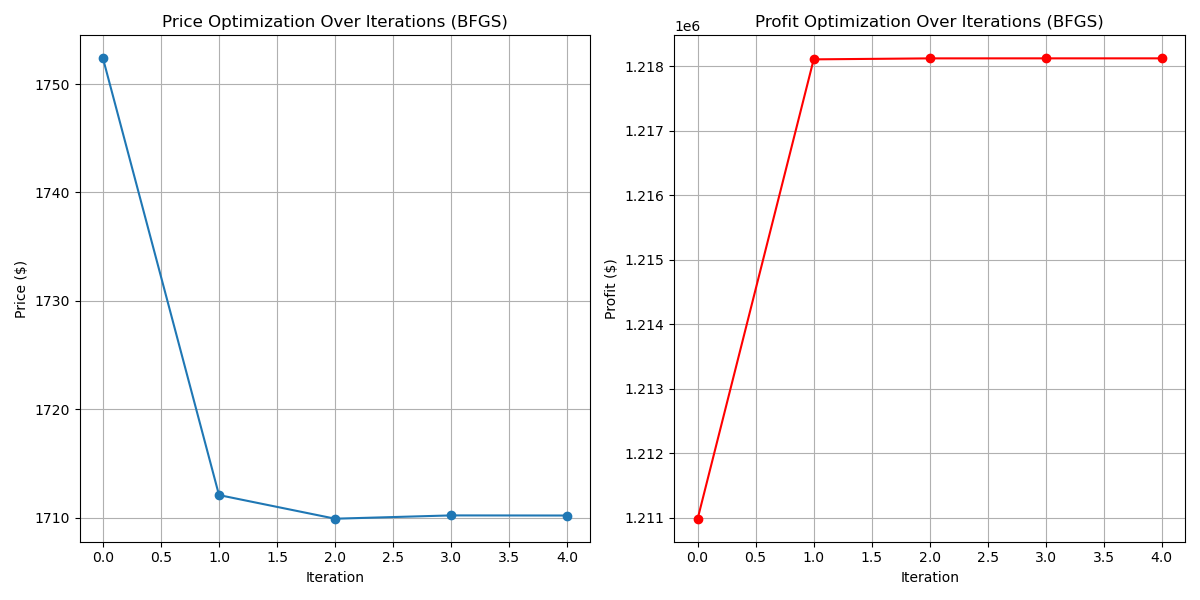 Price Optimization Over Iterations (BFGS)
1750
1740
1730
1720
1710
Price ($)
0.0 0.5 1.0 1.5 2.0 2.5 3.0 3.5 4.0
Iteration
Profit Optimization Over Iterations (BFGS)
1e6
1.218
1.217
1.216
1.215
1.214
1.213
1.212
1.211
Profit ($)
0.0 0.5 1.0 1.5 2.0 2.5 3.0 3.5 4.0
Iteration